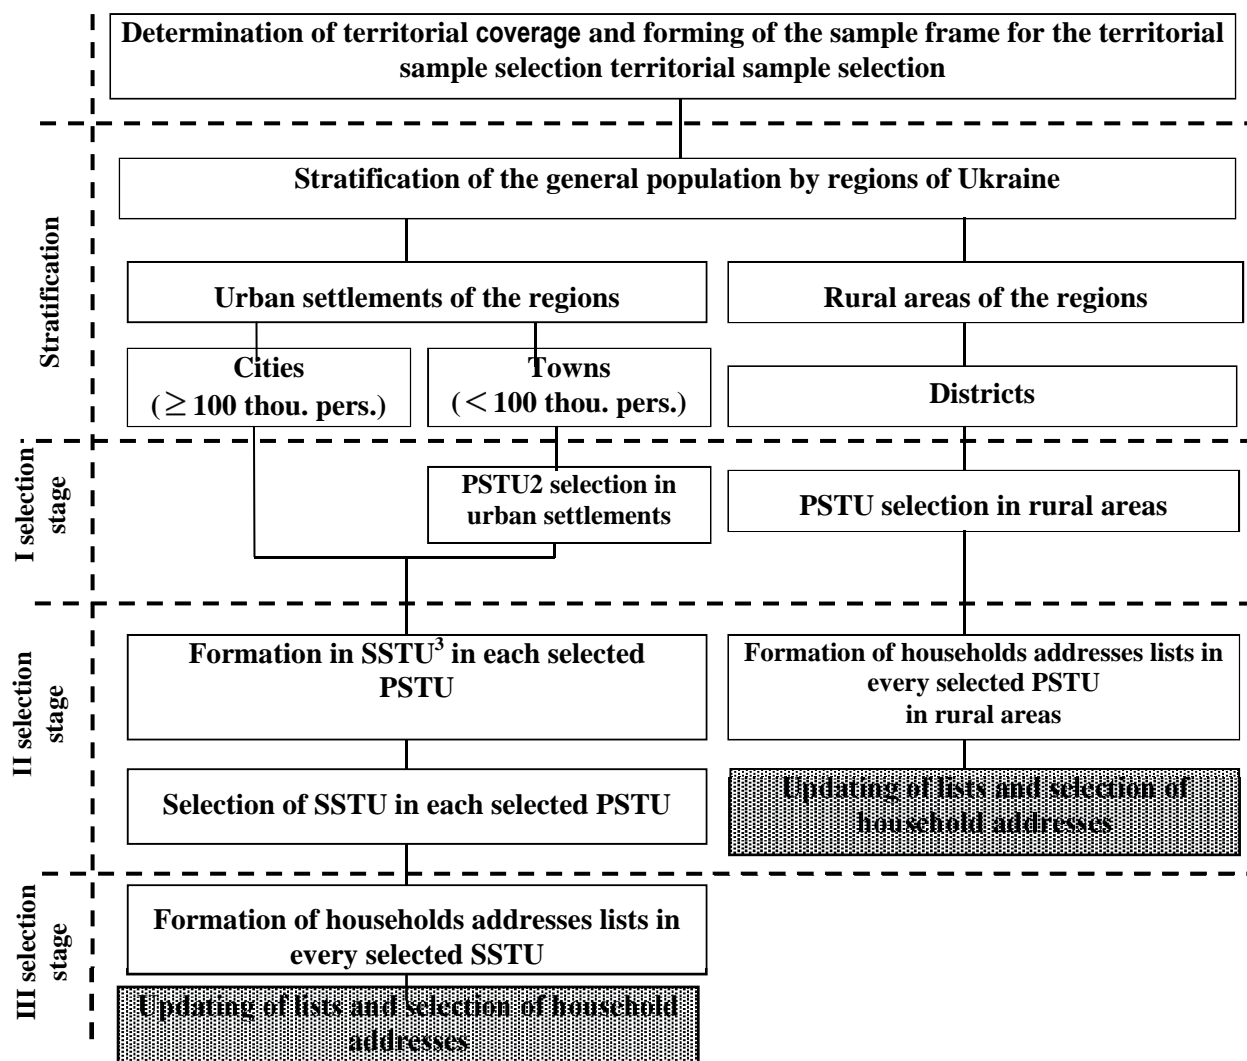 Determination of territorial coverage and forming of the sample frame for the territorial
sample selection territorial sample selection
Stratification
Stratification of the general population by regions of Ukraine
Urban settlements of the regions
Rural areas of the regions
Cities
(≥ 100 thou. pers.)
Towns
(< 100 thou. pers.)
Districts
I selection
stage
PSTU2 selection in
urban settlements
PSTU selection in rural areas
II selection
stage
Formation in SSTU³ in each selected
PSTU
Formation of households addresses lists in
every selected PSTU
in rural areas
Selection of SSTU in each selected PSTU
Updating of lists and selection of
household addresses
III selection
stage
Formation of households addresses lists in
every selected SSTU
Updating of lists and selection of household
addresses